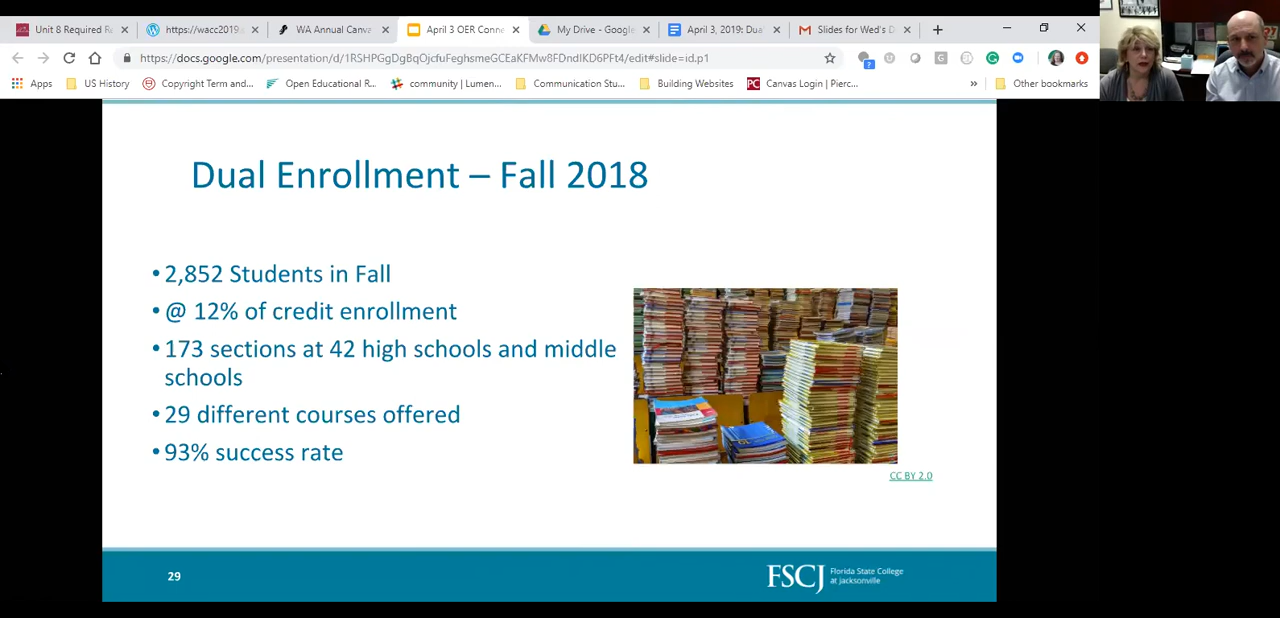 Unit 8 Required R
https://wacc2019.
WA Annual Canva
April 3 OER Conne
My Drive - Google
April 3, 2019: Dua
Slides for Wed's D
https://docs.google.com/presentation/d/1RSHPGgDgBqOjcfuFeghsmeGCEaKFMw8FDndIKD6PFt4/edit#slide=id.p1
Apps
US History
Copyright Term and...
Open Educational R...
community | Lumen...
Communication Stu...
Building Websites
Canvas Login | Pierc...
»
Other bookmarks
Dual Enrollment – Fall 2018
• 2,852 Students in Fall
• @ 12% of credit enrollment
• 173 sections at 42 high schools and middle
schools
• 29 different courses offered
• 93% success rate
CC BY 2.0
29
FSCJ
Florida State College
at Jacksonville